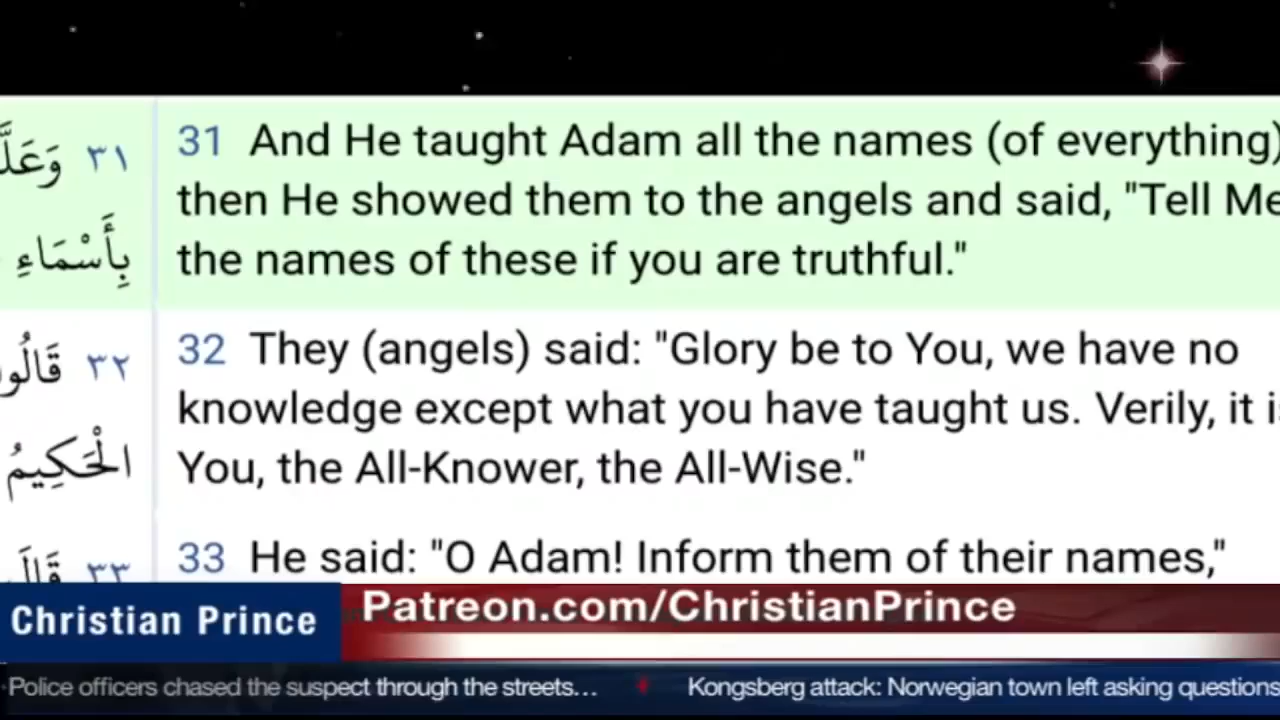 31 And He taught Adam all the names (of everything)
then He showed them to the angels and said, "Tell Me
the names of these if you are truthful."
٣١
بِأَسْمَاءِ
32 They (angels) said: "Glory be to You, we have no
knowledge except what you have taught us. Verily, it
You, the All-Knower, the All-Wise."
٣٢
الْحَكِيمُ
33 He said: "O Adam! Inform them of their names,"
٣٣ قَالَ
Christian Prince
Patreon.com/ChristianPrince
Police officers chased the suspect through the streets...
Kongsberg attack: Norwegian town left asking questions